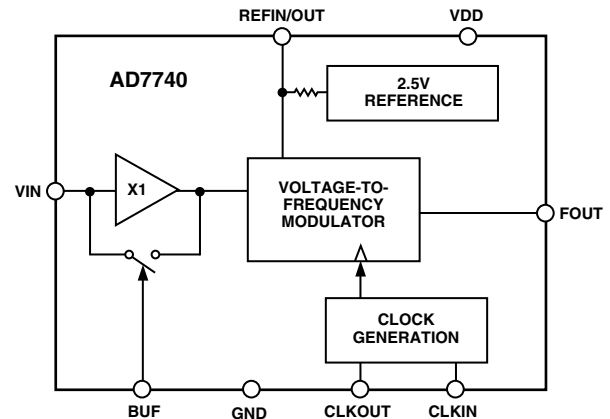 REFIN/OUT
VDD
AD7740
2.5V
REFERENCE
X1
VIN
VOLTAGE-TO-
FREQUENCY
MODULATOR
FOUT
CLOCK
GENERATION
BUF
GND
CLKOUT
CLKIN